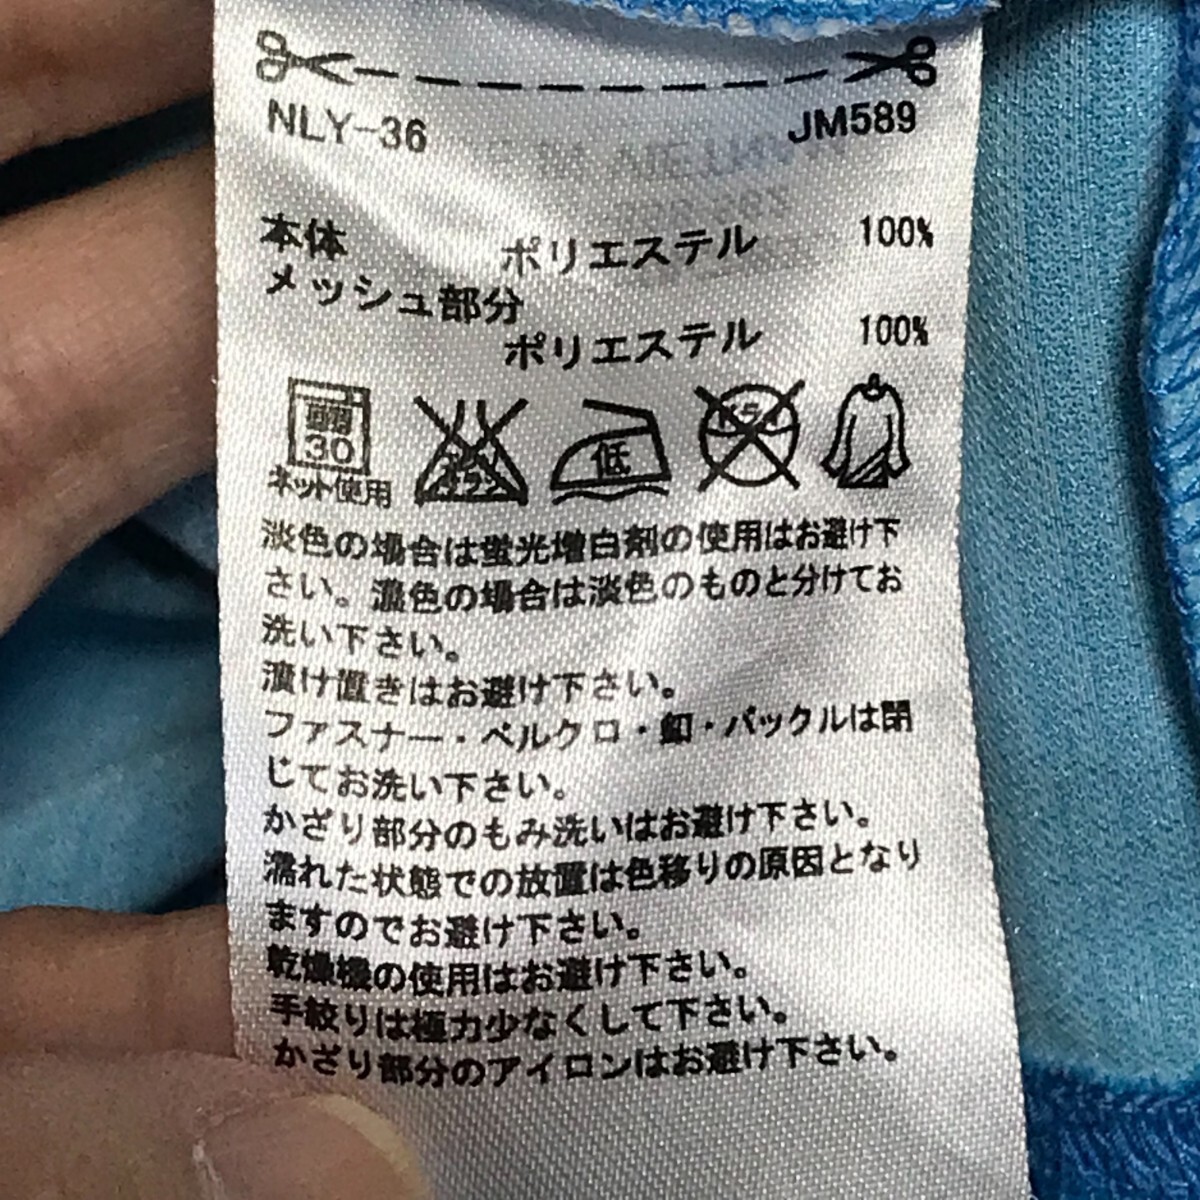 NLY-36 JM589
本体 ポリエステル 100%
メッシュ部分
ポリエステル 100%
30 低 ドライ
ネット使用
淡色の場合は蛍光増白剤の使用はお避け下
さい。濃色の場合は淡色のものと分けてお
洗い下さい。
漬け置きはお避け下さい。
ファスナー・ベルクロ・釦・バックルは閉
じてお洗い下さい。
かざり部分のもみ洗いはお避け下さい。
濡れた状態での放置は色移りの原因となり
ますのでお避け下さい。
乾燥機の使用はお避け下さい。
手絞りは極力少なくして下さい。
かざり部分のアイロンはお避け下さい。